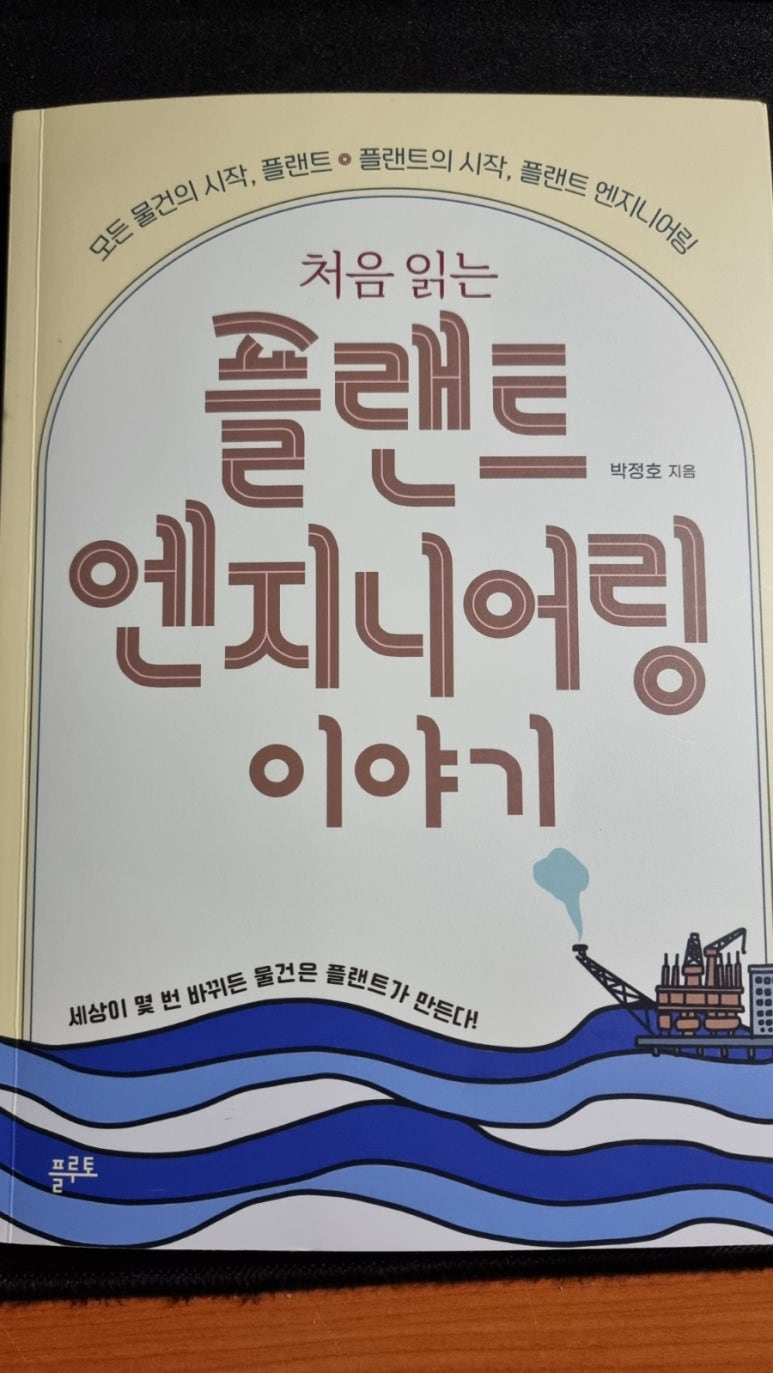 모든 물건의 시작, 플랜트 ● 플랜트의 시작, 플랜트 엔지니어링
처음 읽는
플랜트
박정호 지음
엔지니어링
이야기
세상이 몇 번 바뀌든 물건은 플랜트가 만든다!
플루토